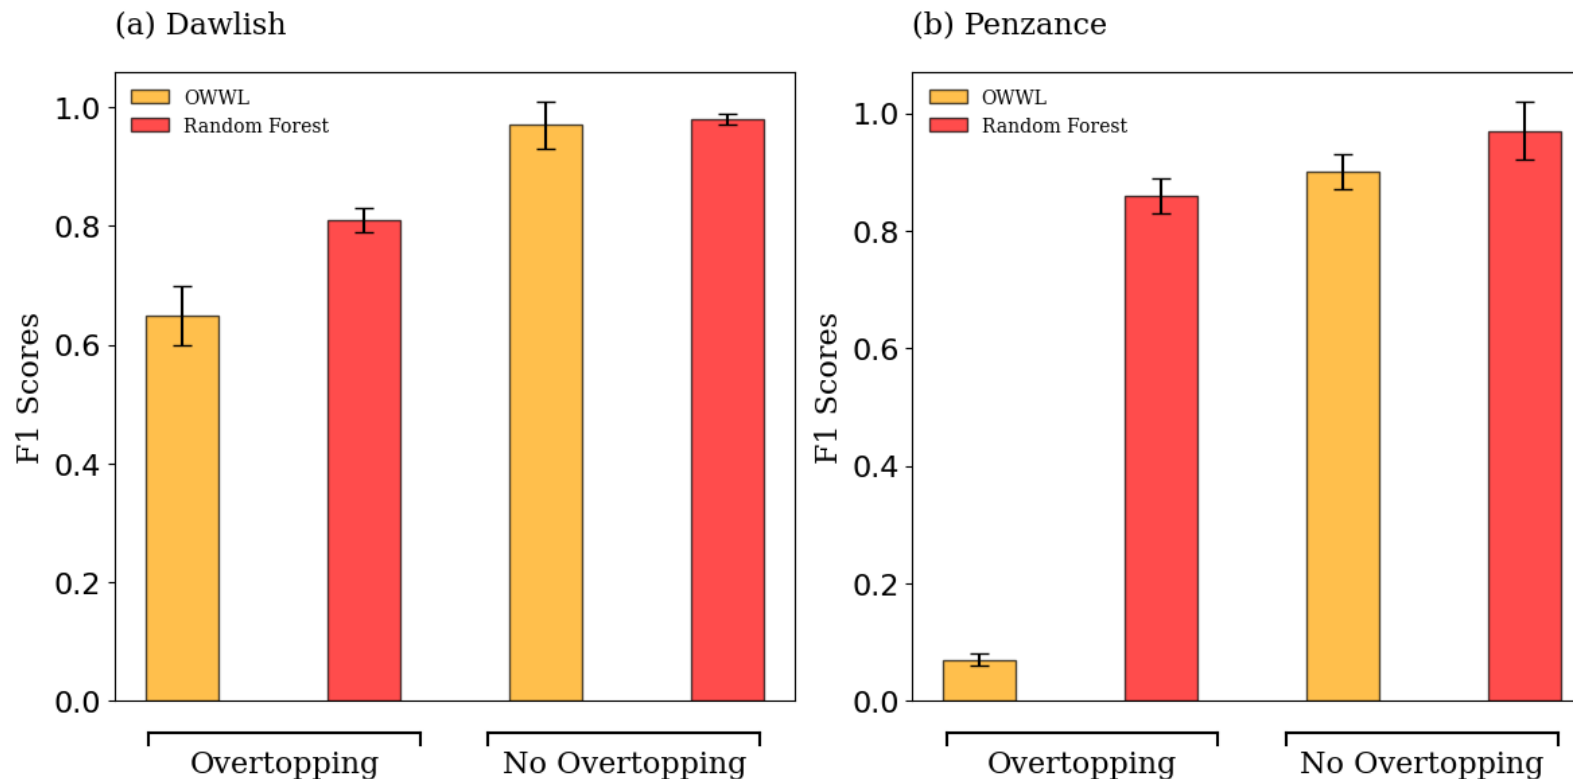 (a) Dawlish
OWWL
Random Forest
1.0
0.8
0.6
0.4
0.2
0.0
F1 Scores
Overtopping
No Overtopping
(b) Penzance
OWWL
Random Forest
1.0
0.8
0.6
0.4
0.2
0.0
F1 Scores
Overtopping
No Overtopping